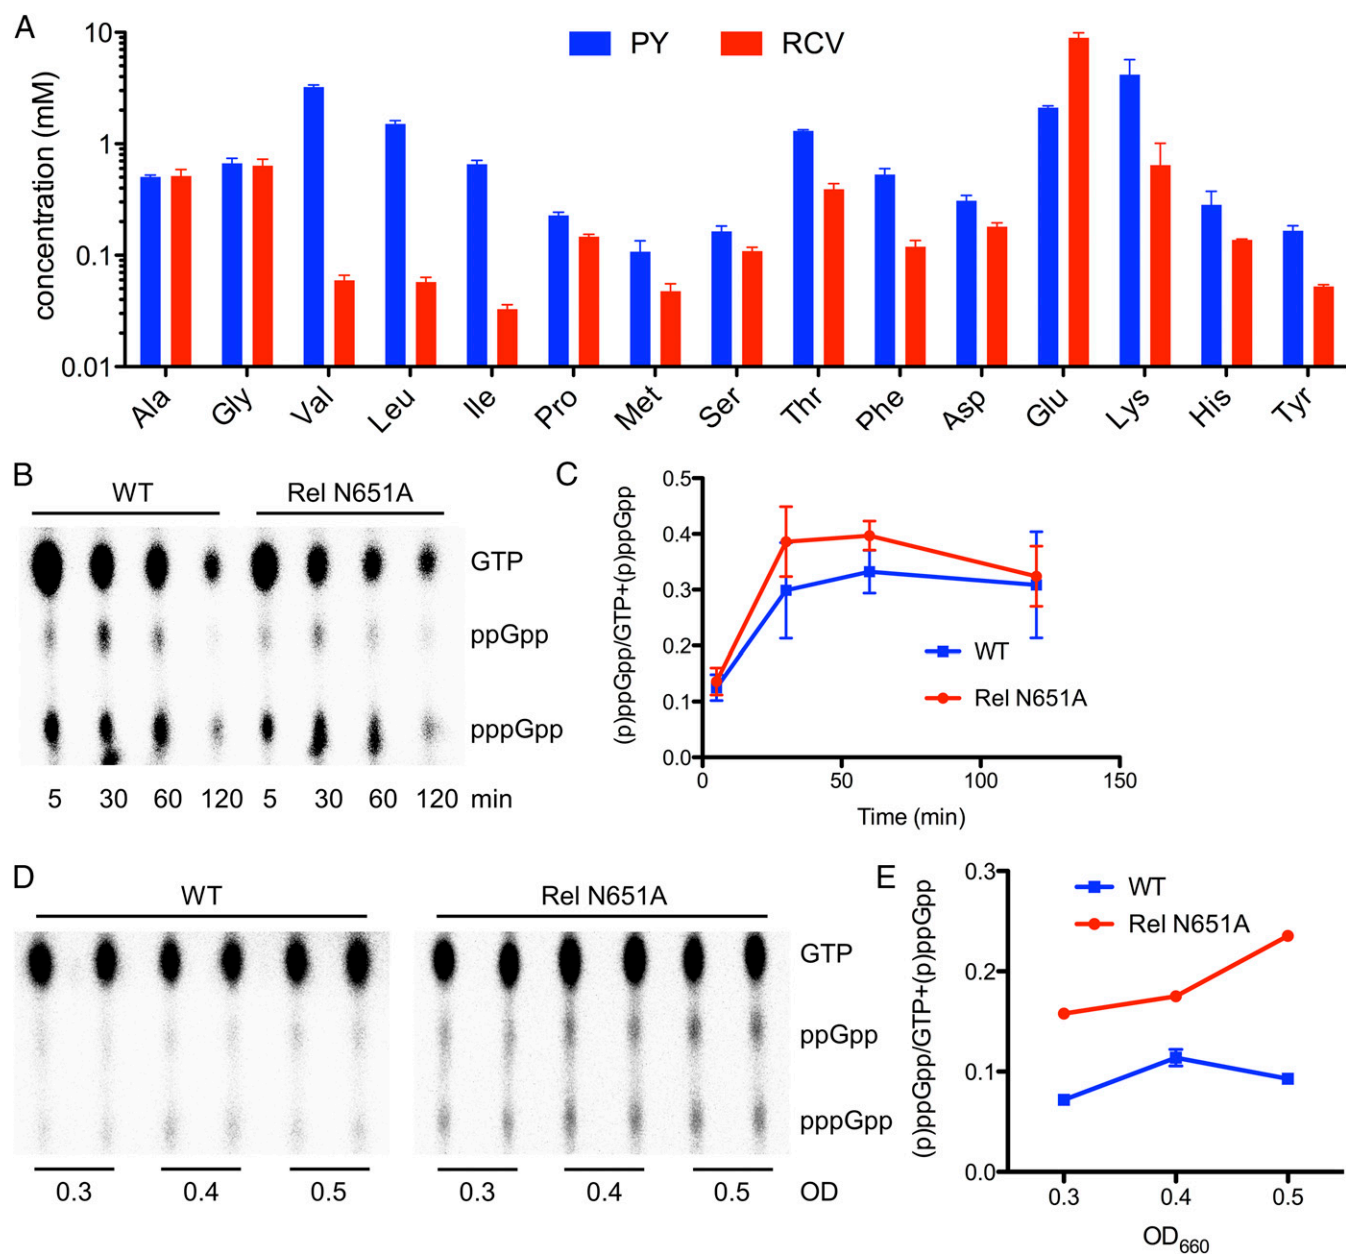 A
PY RCV
concentration (mM)
10
1
0.1
0.01
Ala Gly Val Leu Ile Pro Met Ser Thr Phe Asp Glu Lys His Tyr
B
WT Rel N651A
GTP
ppGpp
pppGpp
5 30 60 120 5 30 60 120 min
C
(p)ppGpp/GTP+(p)ppGpp
0.5
0.4
0.3
0.2
0.1
0.0
WT
Rel N651A
0 50 100 150
Time (min)
D
WT Rel N651A
GTP
ppGpp
pppGpp
0.3 0.4 0.5 0.3 0.4 0.5 OD
E
(p)ppGpp/GTP+(p)ppGpp
0.3
0.2
0.1
0.0
WT
Rel N651A
0.3 0.4 0.5
OD660